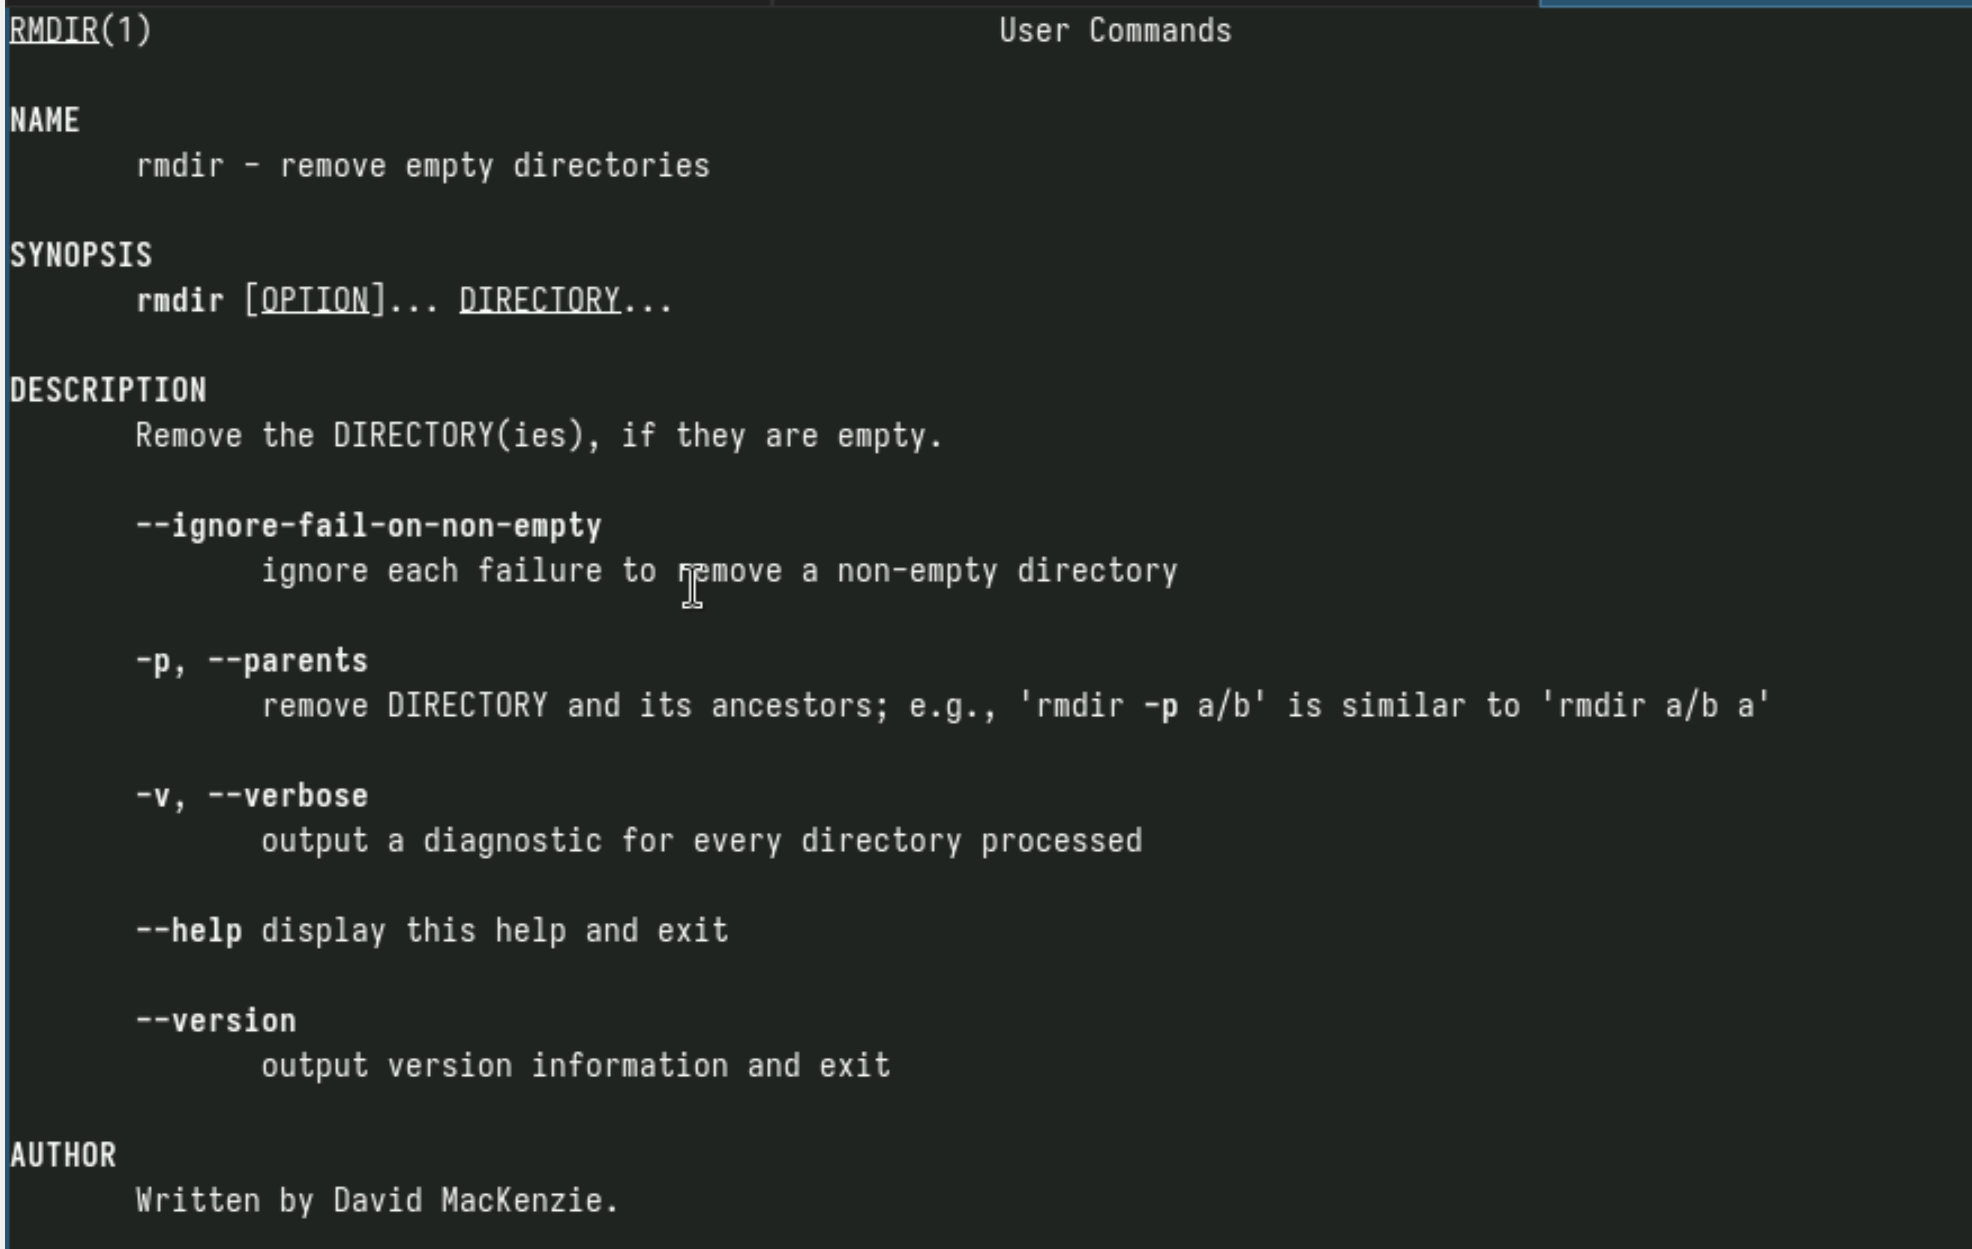 RMDIR(1) User Commands
NAME
rmdir - remove empty directories
SYNOPSIS
rmdir [OPTION]... DIRECTORY...
DESCRIPTION
Remove the DIRECTORY(ies), if they are empty.
--ignore-fail-on-non-empty
ignore each failure to remove a non-empty directory
-p, --parents
remove DIRECTORY and its ancestors; e.g., 'rmdir -p a/b' is similar to 'rmdir a/b a'
-v, --verbose
output a diagnostic for every directory processed
--help display this help and exit
--version
output version information and exit
AUTHOR
Written by David MacKenzie.